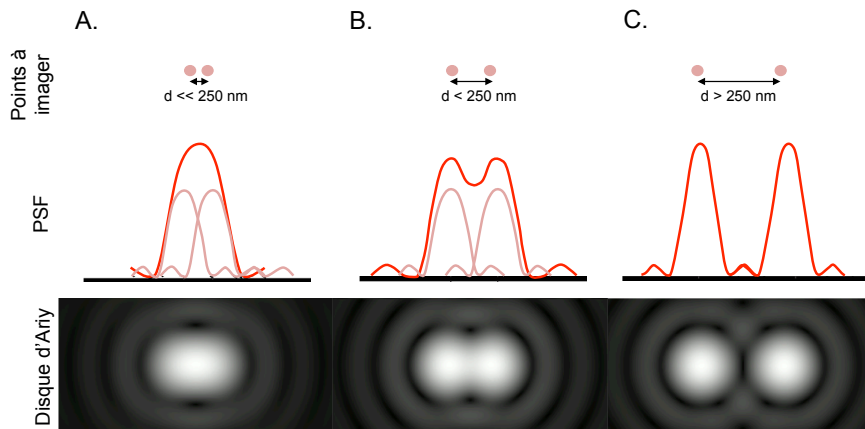 A.
B.
C.
Points à
imager
d << 250 nm
d < 250 nm
d > 250 nm
PSF
Disque d'Ariy